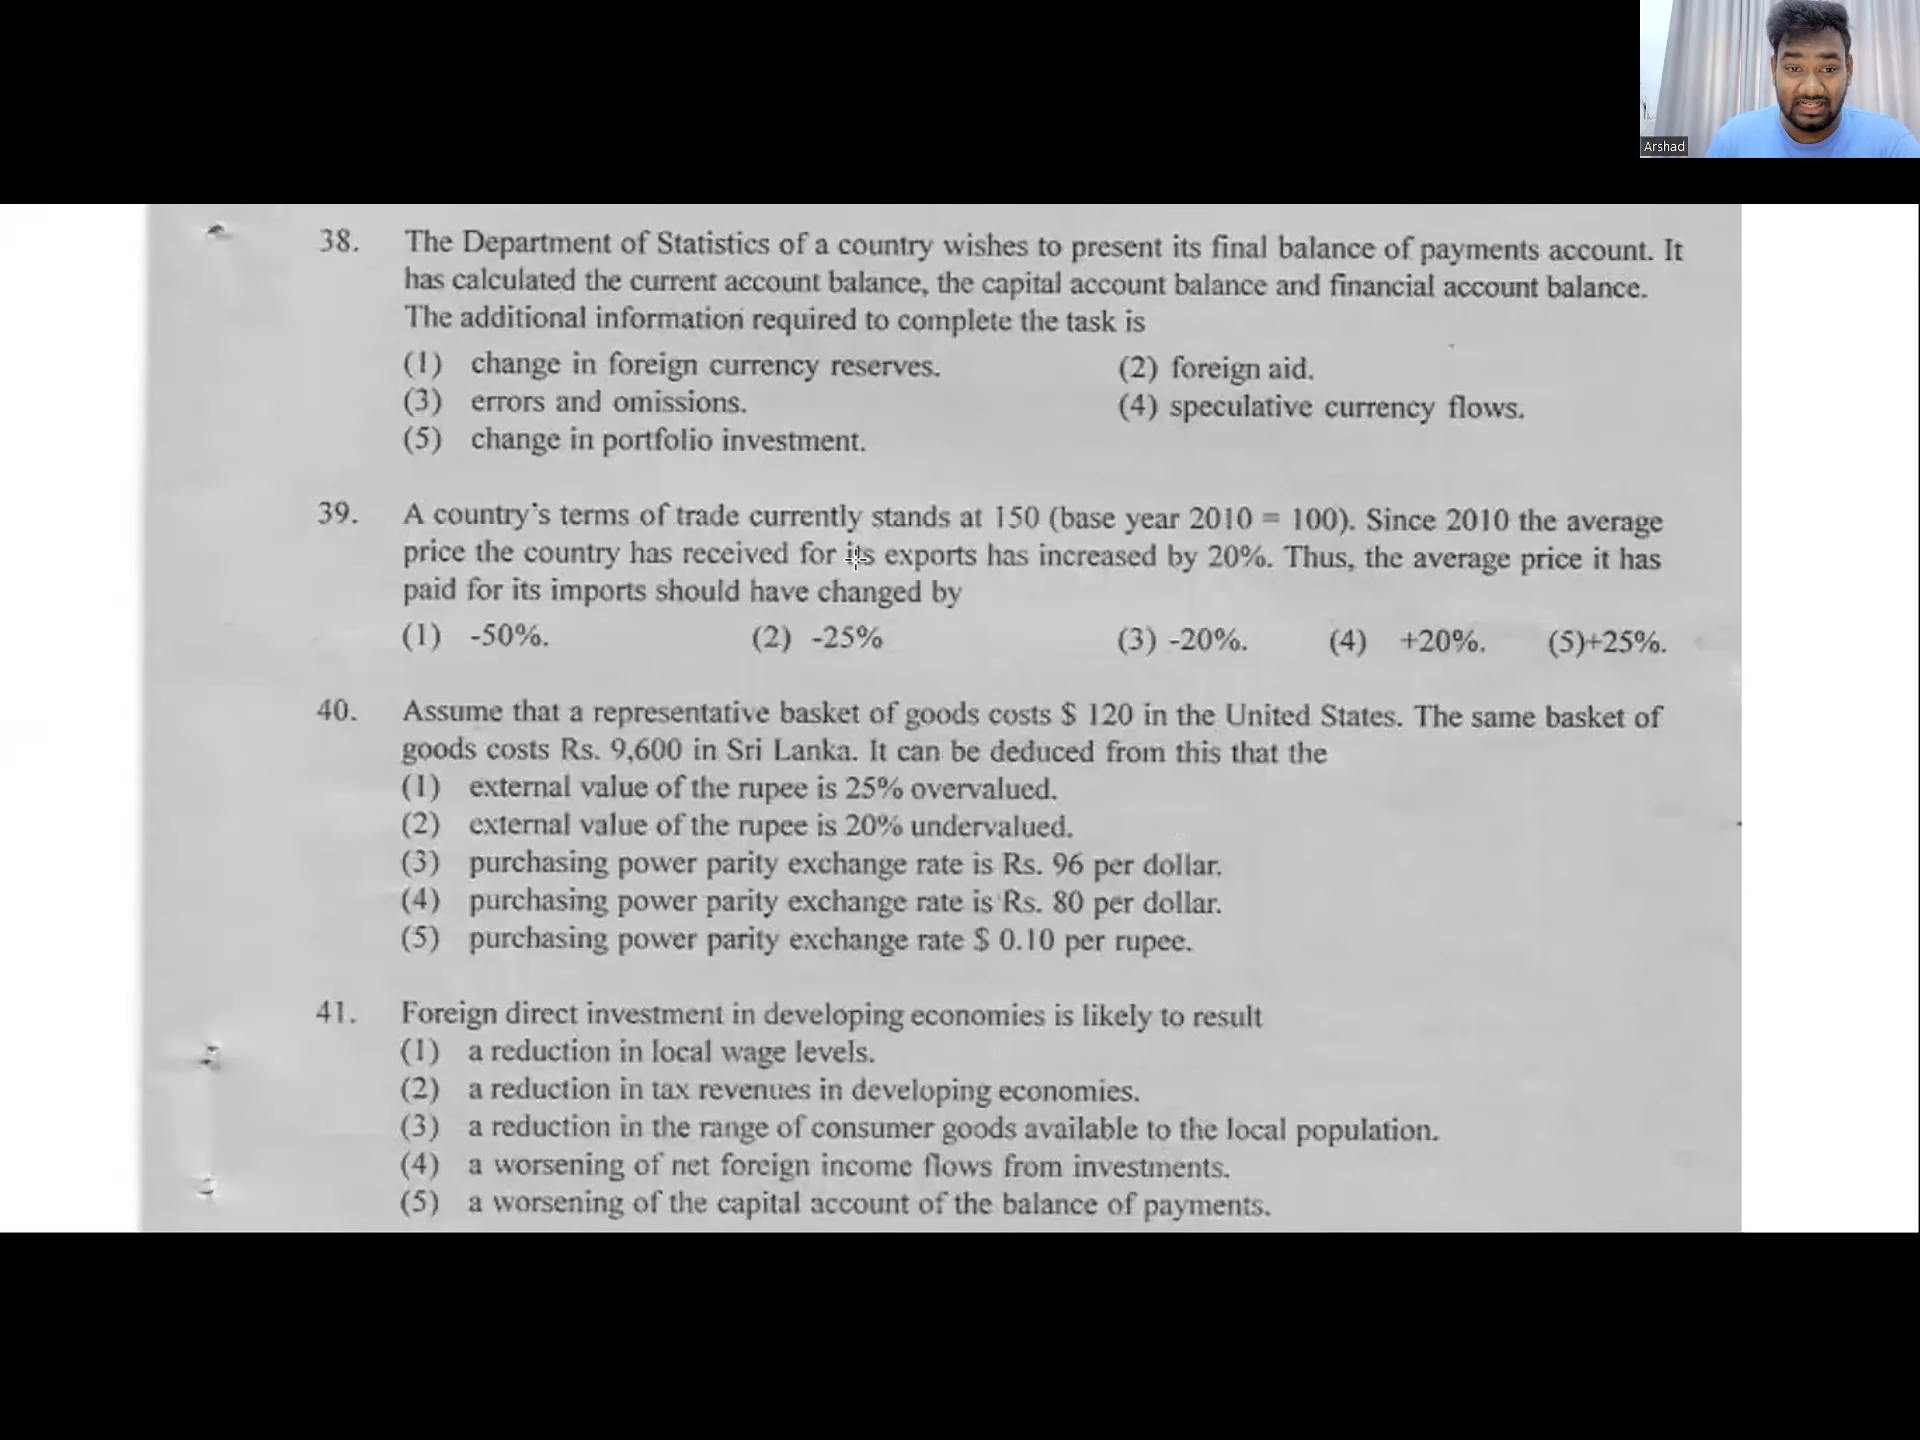 Arshad
38. The Department of Statistics of a country wishes to present its final balance of payments account. It
has calculated the current account balance, the capital account balance and financial account balance.
The additional information required to complete the task is
(1) change in foreign currency reserves. (2) foreign aid.
(3) errors and omissions. (4) speculative currency flows.
(5) change in portfolio investment.
39. A country's terms of trade currently stands at 150 (base year 2010 = 100). Since 2010 the average
price the country has received for its exports has increased by 20%. Thus, the average price it has
paid for its imports should have changed by
(1) -50%. (2) -25% (3) -20%. (4) +20%. (5)+25%.
40. Assume that a representative basket of goods costs $ 120 in the United States. The same basket of
goods costs Rs. 9,600 in Sri Lanka. It can be deduced from this that the
(1) external value of the rupee is 25% overvalued.
(2) external value of the rupee is 20% undervalued.
(3) purchasing power parity exchange rate is Rs. 96 per dollar.
(4) purchasing power parity exchange rate is Rs. 80 per dollar.
(5) purchasing power parity exchange rate $ 0.10 per rupee.
41. Foreign direct investment in developing economies is likely to result
(1) a reduction in local wage levels.
(2) a reduction in tax revenues in developing economies.
(3) a reduction in the range of consumer goods available to the local population.
(4) a worsening of net foreign income flows from investments.
(5) a worsening of the capital account of the balance of payments.